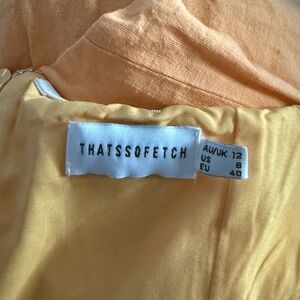 THATSSOFETCH
AU/UK 12
US 8
EU 40